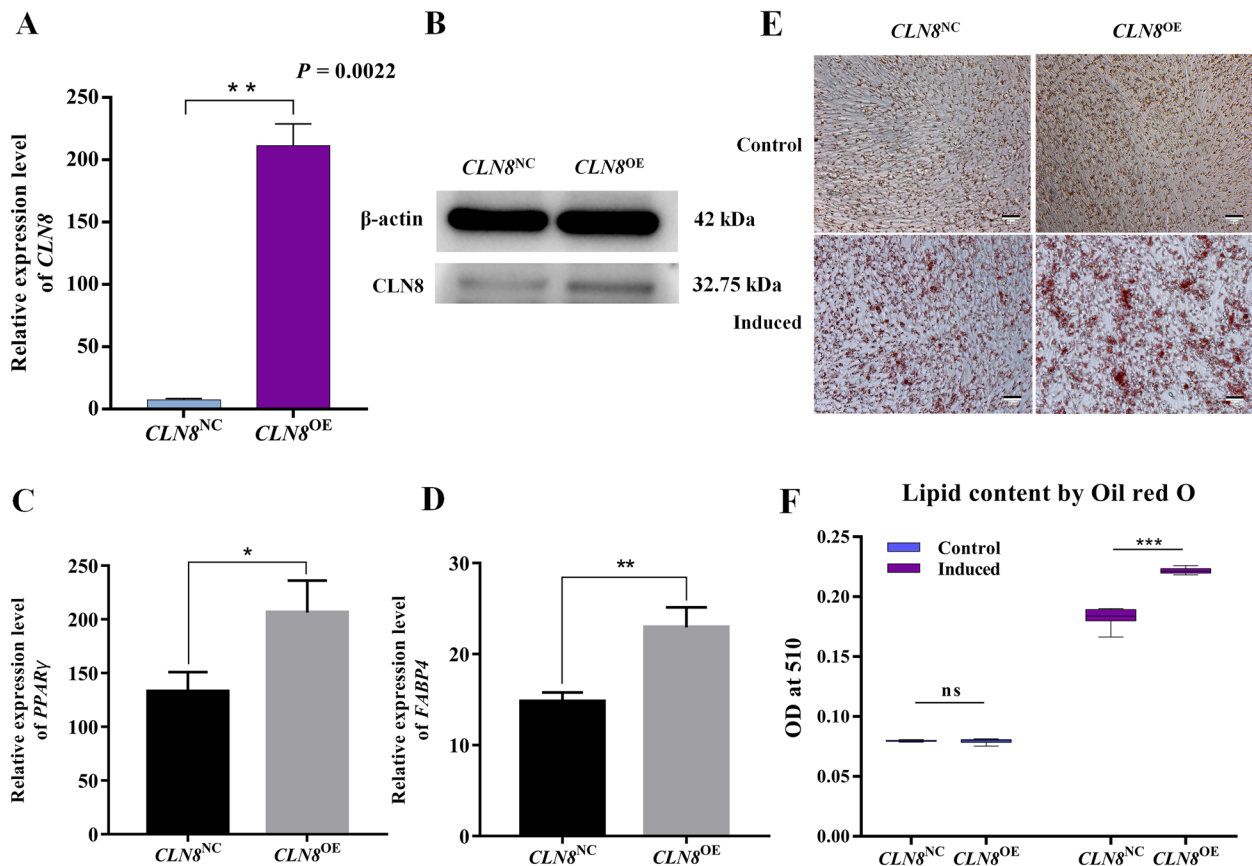 A
P = 0.0022
**
Relative expression level
of CLN8
250
200
150
100
50
0
CLN8NC
CLN8OE
B
CLN8NC
CLN8OE
β-actin
42 kDa
CLN8
32.75 kDa
E
CLN8NC
CLN8OE
Control
Induced
C
*
Relative expression level
of PPARγ
250
200
150
100
50
0
CLN8NC
CLN8OE
D
**
Relative expression level
of FABP4
30
20
10
0
CLN8NC
CLN8OE
F
Lipid content by Oil red O
Control
Induced
***
ns
OD at 510
0.25
0.20
0.15
0.10
0.05
0.00
CLN8NC
CLN8OE
CLN8NC
CLN8OE